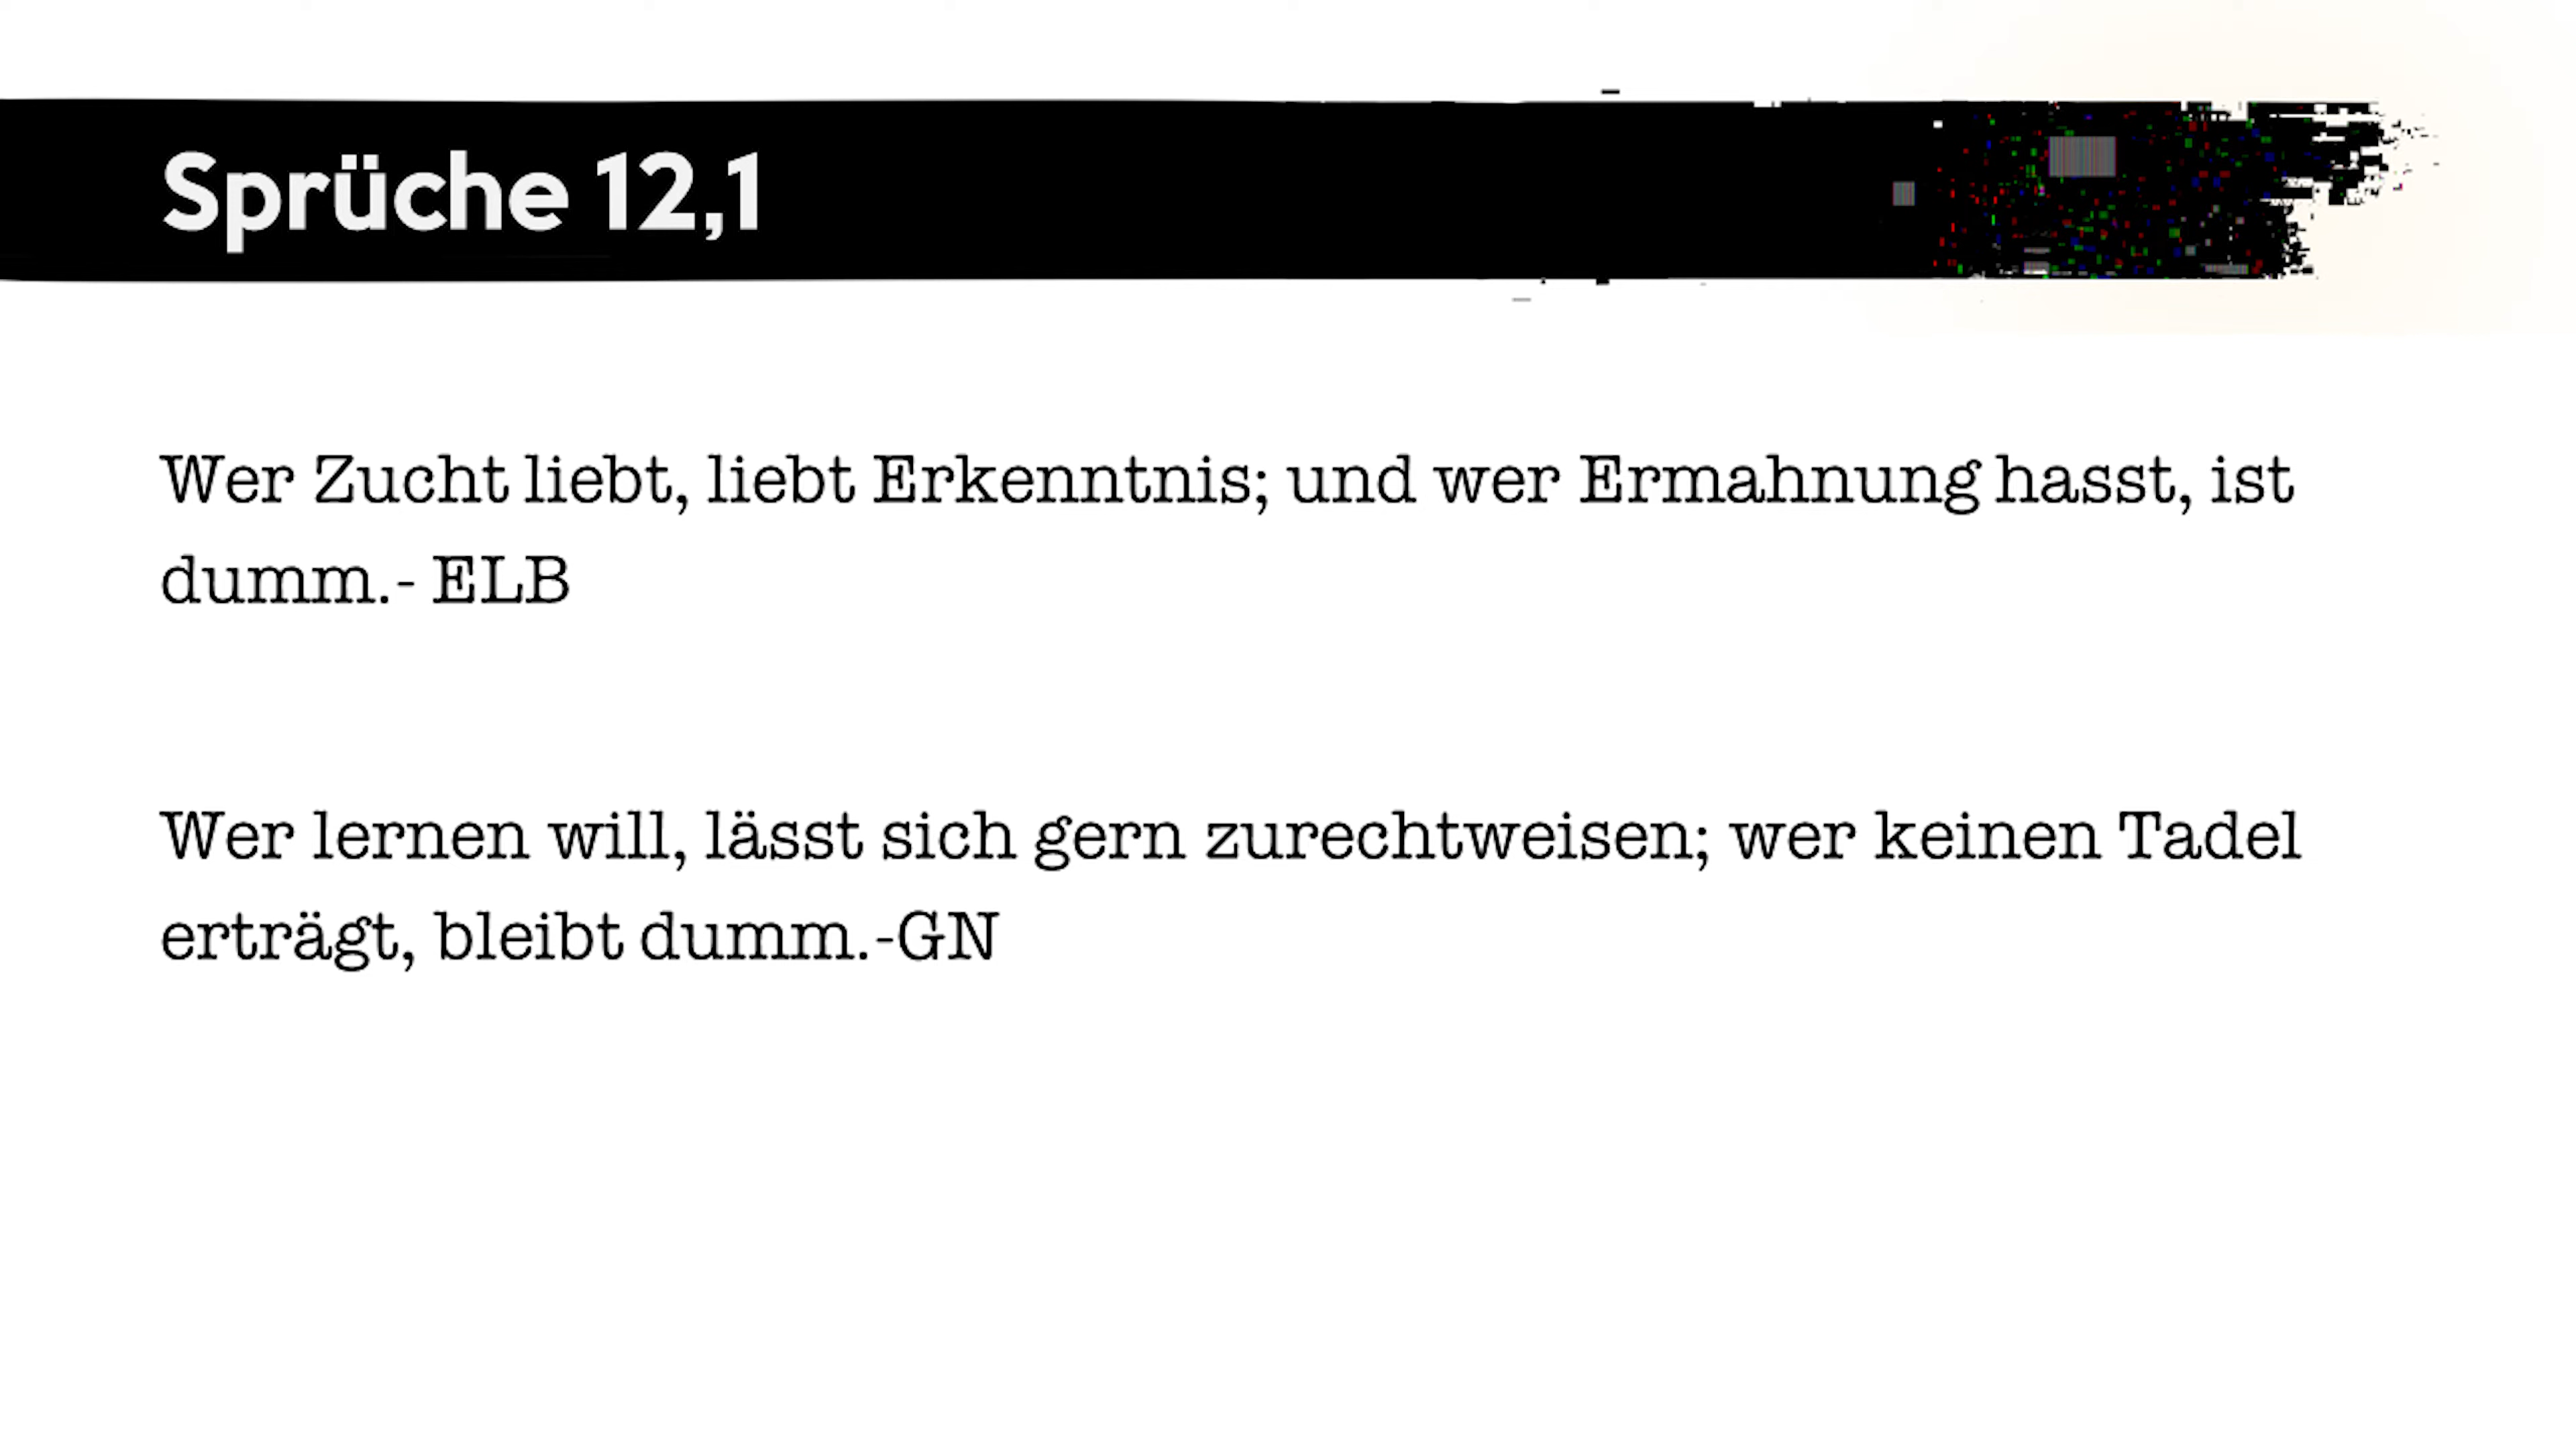 Sprüche 12,1
Wer Zucht liebt, liebt Erkenntnis; und wer Ermahnung hasst, ist
dumm.- ELB
Wer lernen will, lässt sich gern zurechtweisen; wer keinen Tadel
erträgt, bleibt dumm.-GN